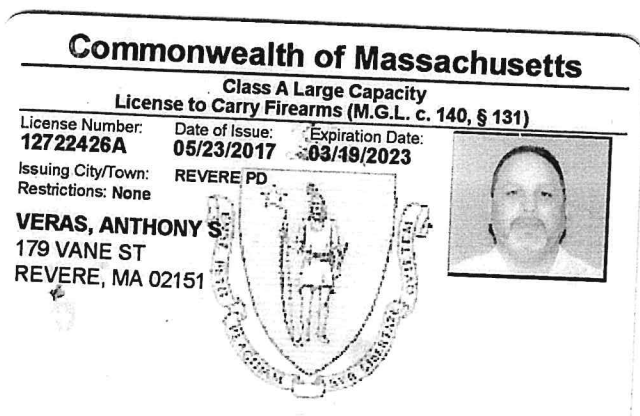 Commonwealth of Massachusetts
Class A Large Capacity
License to Carry Firearms (M.G.L. c. 140, § 131)
License Number: Date of Issue: Expiration Date:
12722426A 05/23/2017 03/19/2023
Issuing City/Town: REVERE PD
Restrictions: None
VERAS, ANTHONY S
179 VANE ST
REVERE, MA 02151